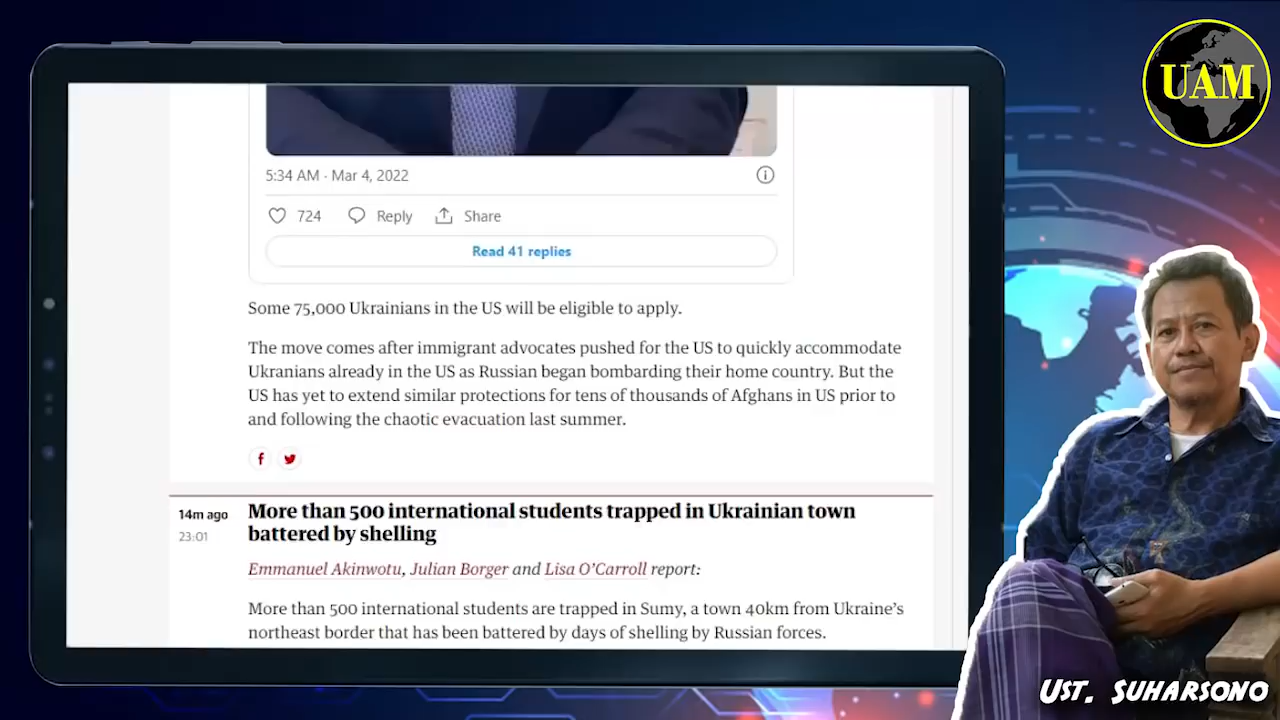 UAM
5:34 AM · Mar 4, 2022
724 Reply Share
Read 41 replies
Some 75,000 Ukrainians in the US will be eligible to apply.
The move comes after immigrant advocates pushed for the US to quickly accommodate
Ukranians already in the US as Russian began bombarding their home country. But the
US has yet to extend similar protections for tens of thousands of Afghans in US prior to
and following the chaotic evacuation last summer.
14m ago
23:01
More than 500 international students trapped in Ukrainian town
battered by shelling
Emmanuel Akinwotu, Julian Borger and Lisa O'Carroll report:
More than 500 international students are trapped in Sumy, a town 40km from Ukraine's
northeast border that has been battered by days of shelling by Russian forces.
UST. SUHARSONO